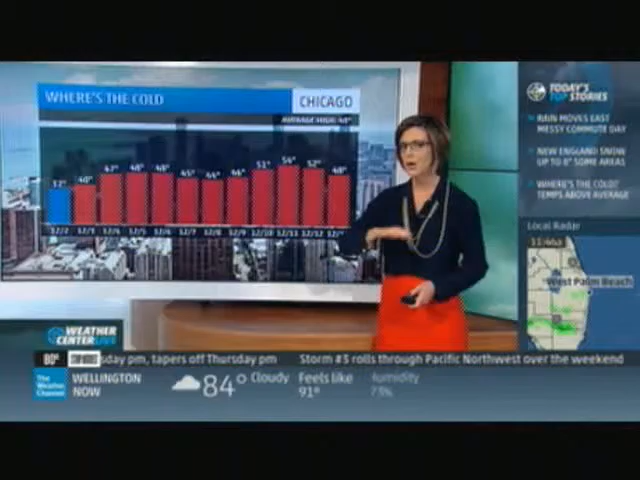 WHERE'S THE COLD
CHICAGO
AVERAGE HIGH: 41°
32° 40° 47° 48° 48° 45° 44° 46° 51° 54° 52° 48°
12/2 12/3 12/4 12/5 12/6 12/7 12/8 12/9 12/10 12/11 12/12
TODAY'S
TOP STORIES
RAIN MOVES EAST
MESSY COMMUTE DAY
NEW ENGLAND SNOW
UP TO 8" SOME AREAS
WHERE'S THE COLD?
TEMPS ABOVE AVERAGE
Local Radar
West Palm Beach
WEATHER
CENTER LIVE
80° sday pm, tapers off Thursday pm Storm #3 rolls through Pacific Northwest over the weekend
The
Weather
Channel
WELLINGTON
NOW
84° Cloudy
Feels like
91°
Humidity
73%